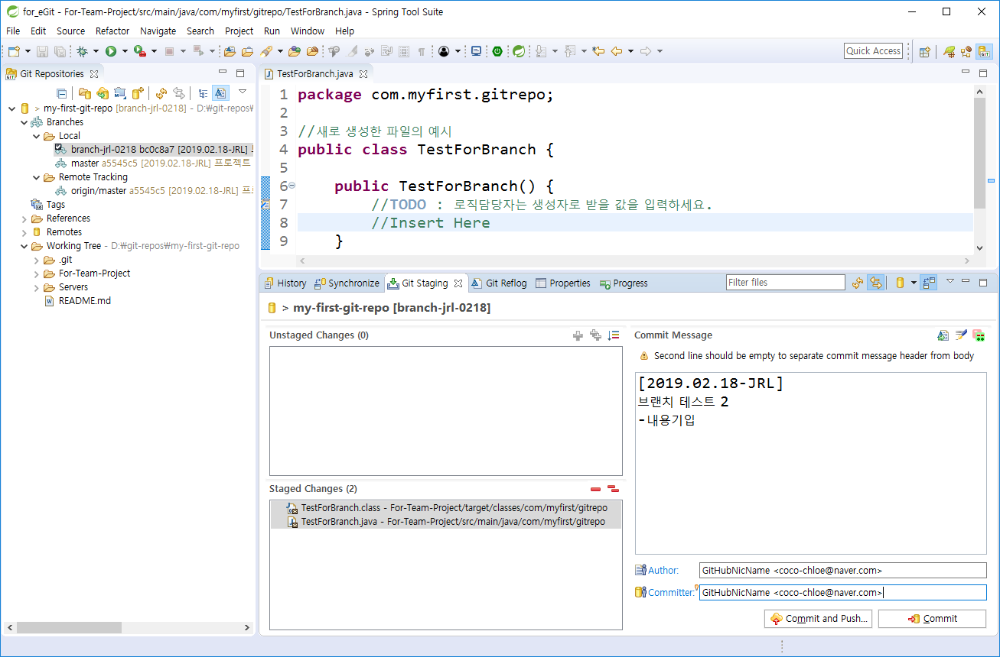 for_eGit - For-Team-Project/src/main/java/com/myfirst/gitrepo/TestForBranch.java - Spring Tool Suite
File Edit Source Refactor Navigate Search Project Run Window Help
Quick Access
Git Repositories
> my-first-git-repo [branch-jrl-0218] - D:₩git-repos₩
Branches
Local
branch-jrl-0218 bc0c8a7 [2019.02.18-JRL]
master a5545c5 [2019.02.18-JRL] 프로젝트
Remote Tracking
origin/master a5545c5 [2019.02.18-JRL] 프
Tags
References
Remotes
Working Tree - D:₩git-repos₩my-first-git-repo
.git
For-Team-Project
Servers
README.md
TestForBranch.java
1 package com.myfirst.gitrepo;
2
3 //새로 생성한 파일의 예시
4 public class TestForBranch {
5
6 public TestForBranch() {
7 //TODO : 로직담당자는 생성자로 받을 값을 입력하세요.
8 //Insert Here
9 }
History Synchronize Git Staging Git Reflog Properties Progress
Filter files
> my-first-git-repo [branch-jrl-0218]
Unstaged Changes (0)
Staged Changes (2)
TestForBranch.class - For-Team-Project/target/classes/com/myfirst/gitrepo
TestForBranch.java - For-Team-Project/src/main/java/com/myfirst/gitrepo
Commit Message
Second line should be empty to separate commit message header from body
[2019.02.18-JRL]
브랜치 테스트 2
-내용기입
Author: GitHubNicName <coco-chloe@naver.com>
Committer: GitHubNicName <coco-chloe@naver.com>
Commit and Push... Commit